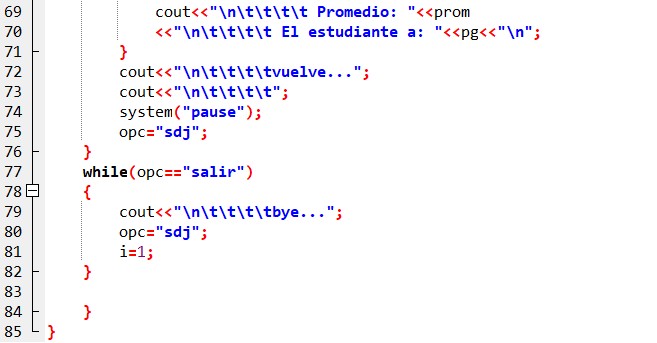 69 cout<<"\n\t\t\t\t Promedio: "<<prom
70 <<"\n\t\t\t\t El estudiante a: "<<pg<<"\n";
71 }
72 cout<<"\n\t\t\t\tvuelve...";
73 cout<<"\n\t\t\t\t";
74 system("pause");
75 opc="sdj";
76 }
77 while(opc=="salir")
78 {
79 cout<<"\n\t\t\t\tbye...";
80 opc="sdj";
81 i=1;
82 }
83
84 }
85 }